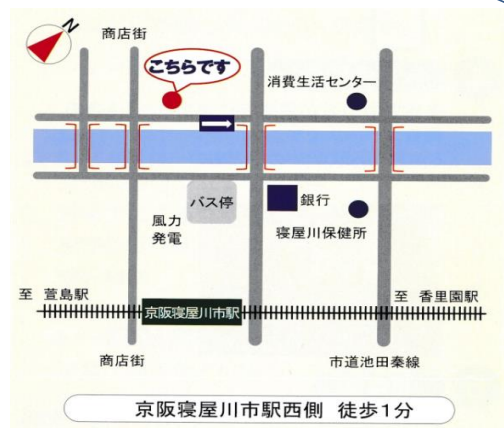 N
商店街
こちらです
消費生活センター
バス停
銀行
風力
発電
寝屋川保健所
至 萱島駅
至 香里園駅
京阪寝屋川市駅
商店街
市道池田秦線
京阪寝屋川市駅西側 徒歩1分